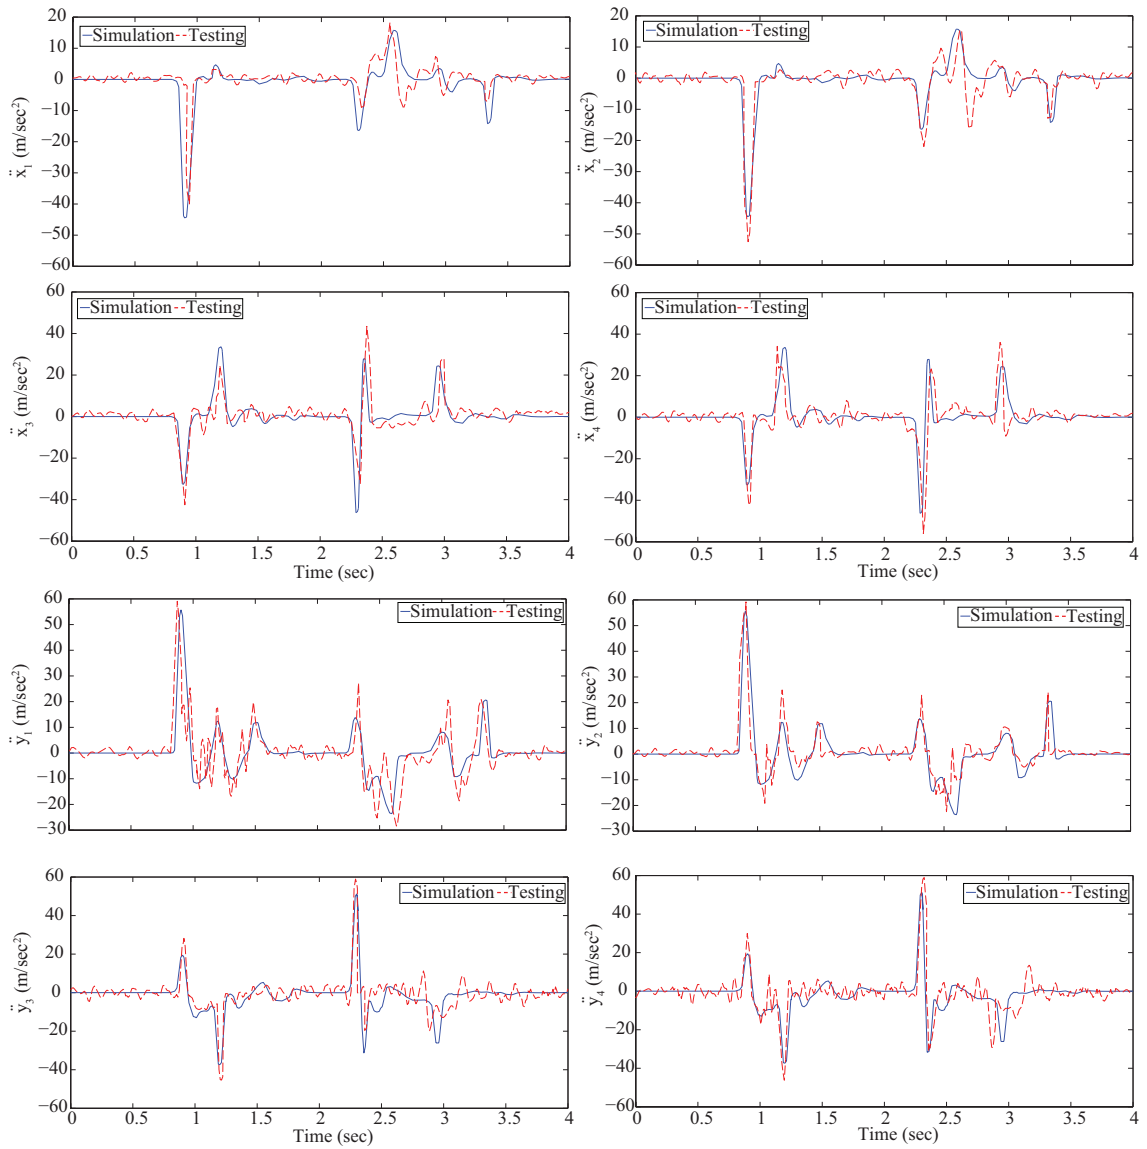 20
10
0
−10
−20
−30
−40
−50
−60
ẍ₁ (m/sec²)
Simulation Testing
20
10
0
−10
−20
−30
−40
−50
−60
ẍ₂ (m/sec²)
Simulation Testing
60
40
20
0
−20
−40
−60
ẍ₃ (m/sec²)
Simulation Testing
0 0.5 1 1.5 2 2.5 3 3.5 4
Time (sec)
60
40
20
0
−20
−40
−60
ẍ₄ (m/sec²)
Simulation Testing
0 0.5 1 1.5 2 2.5 3 3.5 4
Time (sec)
60
50
40
30
20
10
0
−10
−20
−30
ÿ₁ (m/sec²)
Simulation Testing
60
50
40
30
20
10
0
−10
−20
−30
ÿ₂ (m/sec²)
Simulation Testing
60
40
20
0
−20
−40
−60
ÿ₃ (m/sec²)
Simulation Testing
0 0.5 1 1.5 2 2.5 3 3.5 4
Time (sec)
60
40
20
0
−20
−40
−60
ÿ₄ (m/sec²)
Simulation Testing
0 0.5 1 1.5 2 2.5 3 3.5 4
Time (sec)